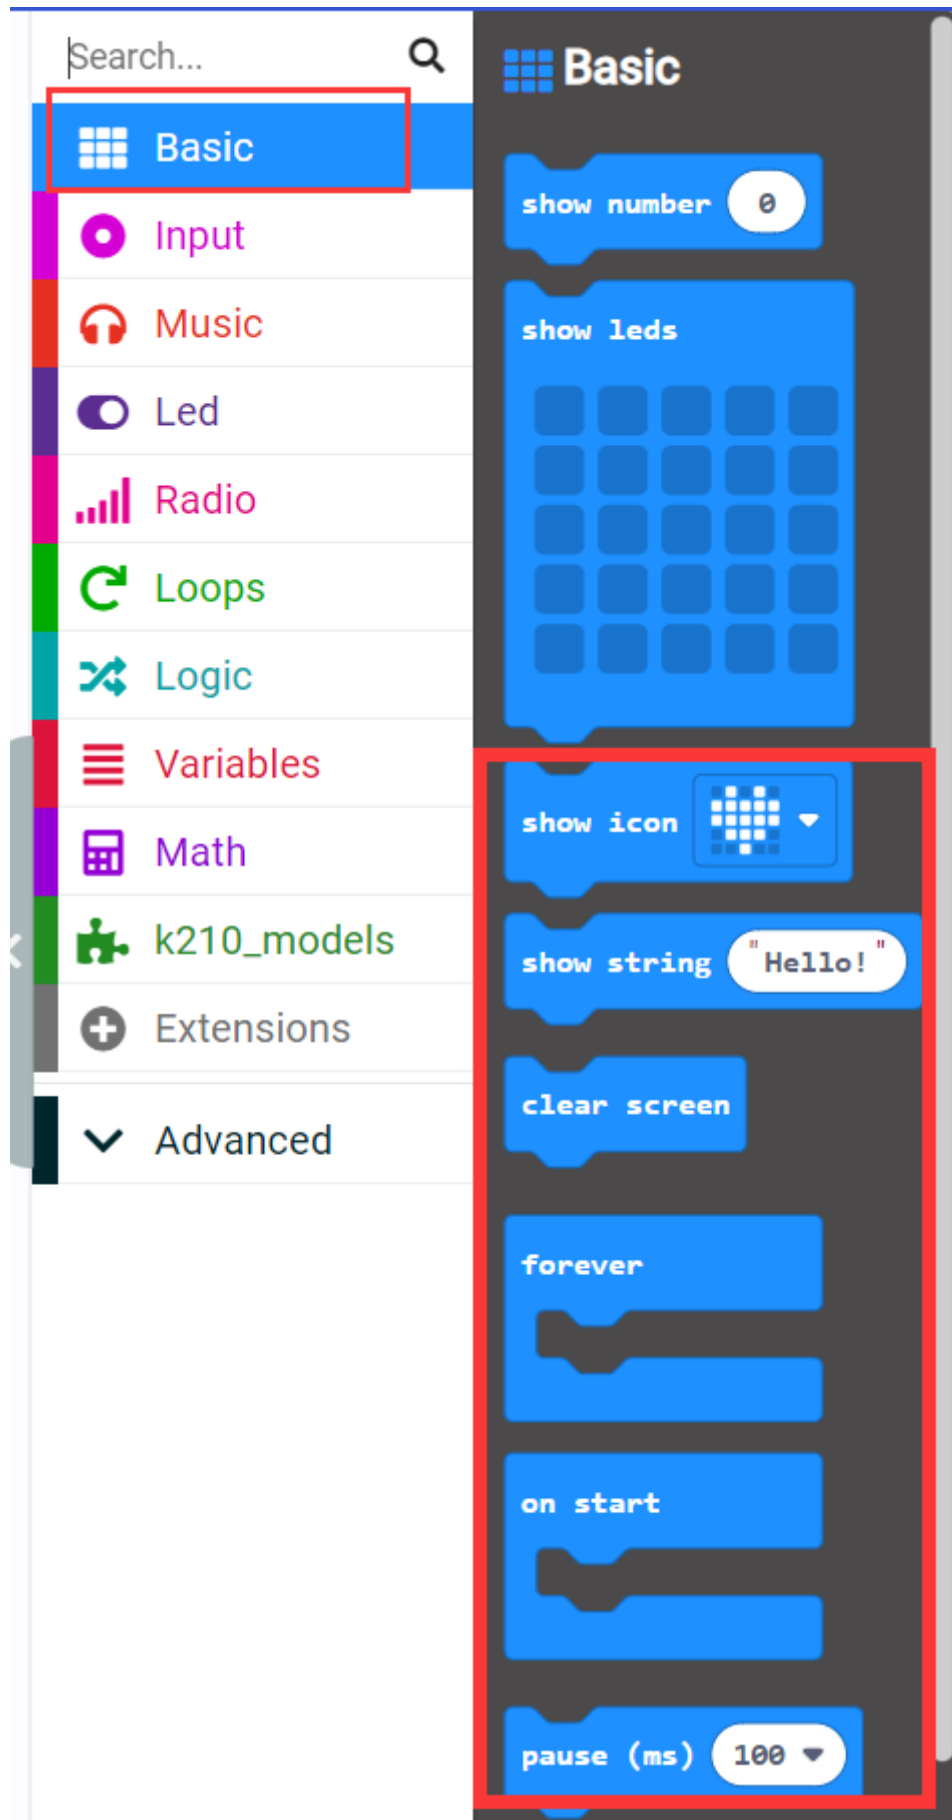 Search...
Basic
Input
Music
Led
Radio
Loops
Logic
Variables
Math
k210_models
Extensions
Advanced
Basic
show number 0
show leds
show icon
show string "Hello!"
clear screen
forever
on start
pause (ms) 100